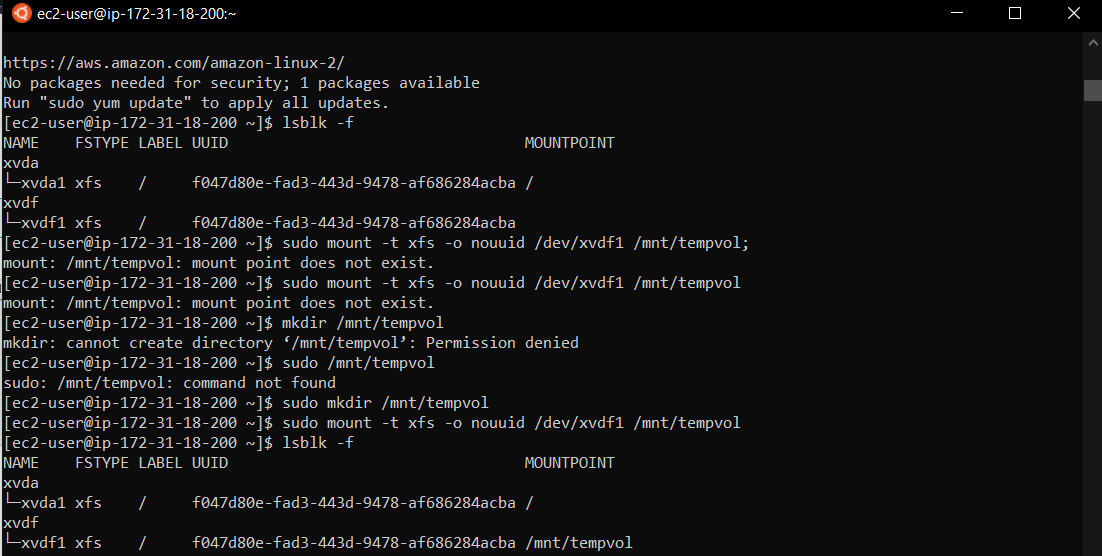 ec2-user@ip-172-31-18-200:~
https://aws.amazon.com/amazon-linux-2/
No packages needed for security; 1 packages available
Run "sudo yum update" to apply all updates.
[ec2-user@ip-172-31-18-200 ~]$ lsblk -f
NAME    FSTYPE LABEL UUID                                 MOUNTPOINT
xvda
└─xvda1 xfs    /     f047d80e-fad3-443d-9478-af686284acba /
xvdf
└─xvdf1 xfs    /     f047d80e-fad3-443d-9478-af686284acba
[ec2-user@ip-172-31-18-200 ~]$ sudo mount -t xfs -o nouuid /dev/xvdf1 /mnt/tempvol;
mount: /mnt/tempvol: mount point does not exist.
[ec2-user@ip-172-31-18-200 ~]$ sudo mount -t xfs -o nouuid /dev/xvdf1 /mnt/tempvol
mount: /mnt/tempvol: mount point does not exist.
[ec2-user@ip-172-31-18-200 ~]$ mkdir /mnt/tempvol
mkdir: cannot create directory ‘/mnt/tempvol’: Permission denied
[ec2-user@ip-172-31-18-200 ~]$ sudo /mnt/tempvol
sudo: /mnt/tempvol: command not found
[ec2-user@ip-172-31-18-200 ~]$ sudo mkdir /mnt/tempvol
[ec2-user@ip-172-31-18-200 ~]$ sudo mount -t xfs -o nouuid /dev/xvdf1 /mnt/tempvol
[ec2-user@ip-172-31-18-200 ~]$ lsblk -f
NAME    FSTYPE LABEL UUID                                 MOUNTPOINT
xvda
└─xvda1 xfs    /     f047d80e-fad3-443d-9478-af686284acba /
xvdf
└─xvdf1 xfs    /     f047d80e-fad3-443d-9478-af686284acba /mnt/tempvol